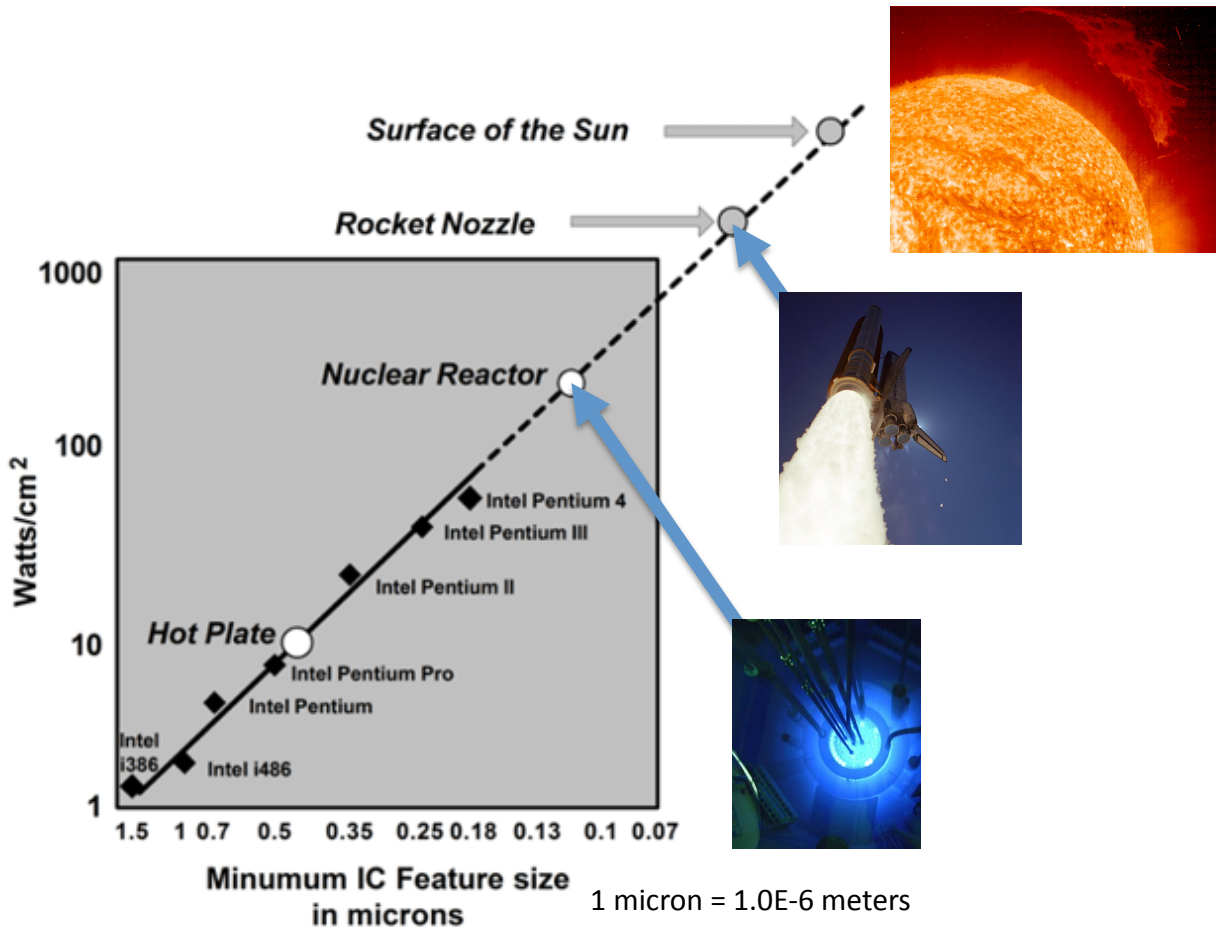 Surface of the Sun
Rocket Nozzle
1000
Nuclear Reactor
100
Intel Pentium 4
Intel Pentium III
Watts/cm²
Intel Pentium II
Hot Plate
10
Intel Pentium Pro
Intel Pentium
Intel
i386
Intel i486
1
1.5 1 0.7 0.5 0.35 0.25 0.18 0.13 0.1 0.07
Minumum IC Feature size
in microns
1 micron = 1.0E-6 meters